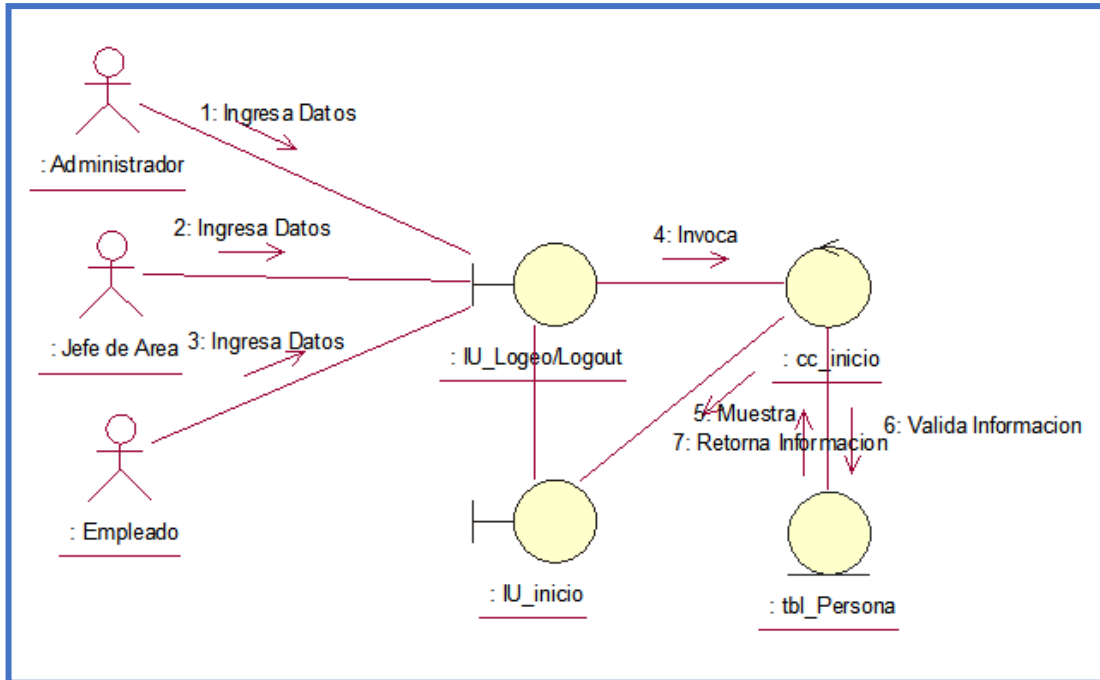 1: Ingresa Datos
: Administrador
2: Ingresa Datos
4: Invoca
: Jefe de Area
3: Ingresa Datos
: IU_Logeo/Logout
: cc_inicio
5: Muestra
6: Valida Informacion
7: Retorna Informacion
: Empleado
: IU_inicio
: tbl_Persona